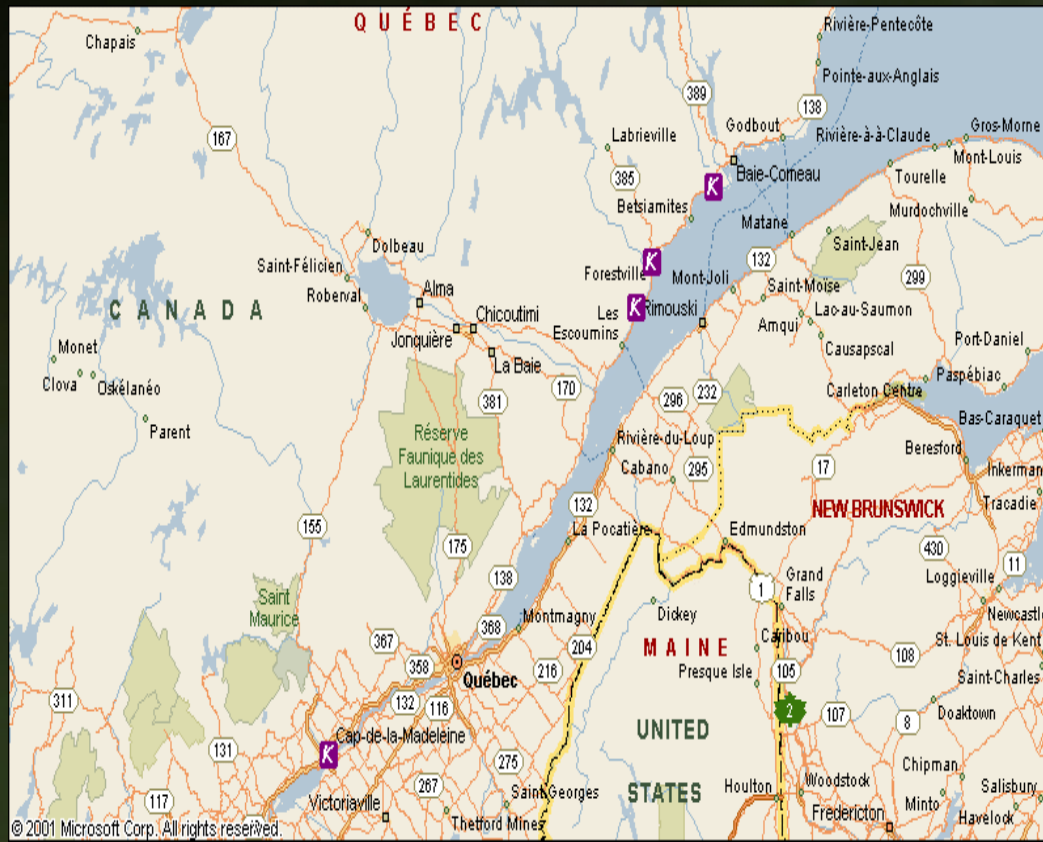 QUÉBEC
Rivière-Pentecôte
Chapais
Pointe-aux-Anglais
389
138
167
Labrieville
Godbout
Rivière-à-à-Claude
Gros-Morne
Mont-Louis
385
K
Baie-Comeau
Tourelle
Betsiamites
Murdochville
Matane
Dolbeau
Saint-Jean
Saint-Félicien
Forestville
K
132
Mont-Joli
299
Roberval
Alma
Saint-Moise
CANADA
Les
Escoumins
K
Rimouski
Chicoutimi
Lac-au-Saumon
Amqui
Jonquière
Causapscal
Port-Daniel
Monet
La Baie
Clova
Oskélanéo
170
232
Paspébiac
Carleton Centre
381
296
Parent
Bas-Caraquet
Réserve
Faunique des
Laurentides
Rivière-du-Loup
Beresford
Cabano
295
17
Inkerman
132
Tracadie
NEW BRUNSWICK
155
La Pocatière
Edmundston
175
430
11
138
1
Grand
Falls
Loggieville
Saint
Maurice
Dickey
Newcastle
Montmagny
368
367
204
MAINE
Caribou
St. Louis de Kent
358
108
Québec
216
Presque Isle
105
Saint-Charles
311
132
116
2
107
Doaktown
8
UNITED
STATES
131
K
Cap-de-la-Madeleine
275
Chipman
267
Woodstock
Salisbury
117
Victoriaville
Saint Georges
Houlton
Minto
Thetford Mines
Fredericton
Havelock
© 2001 Microsoft Corp. All rights reserved.